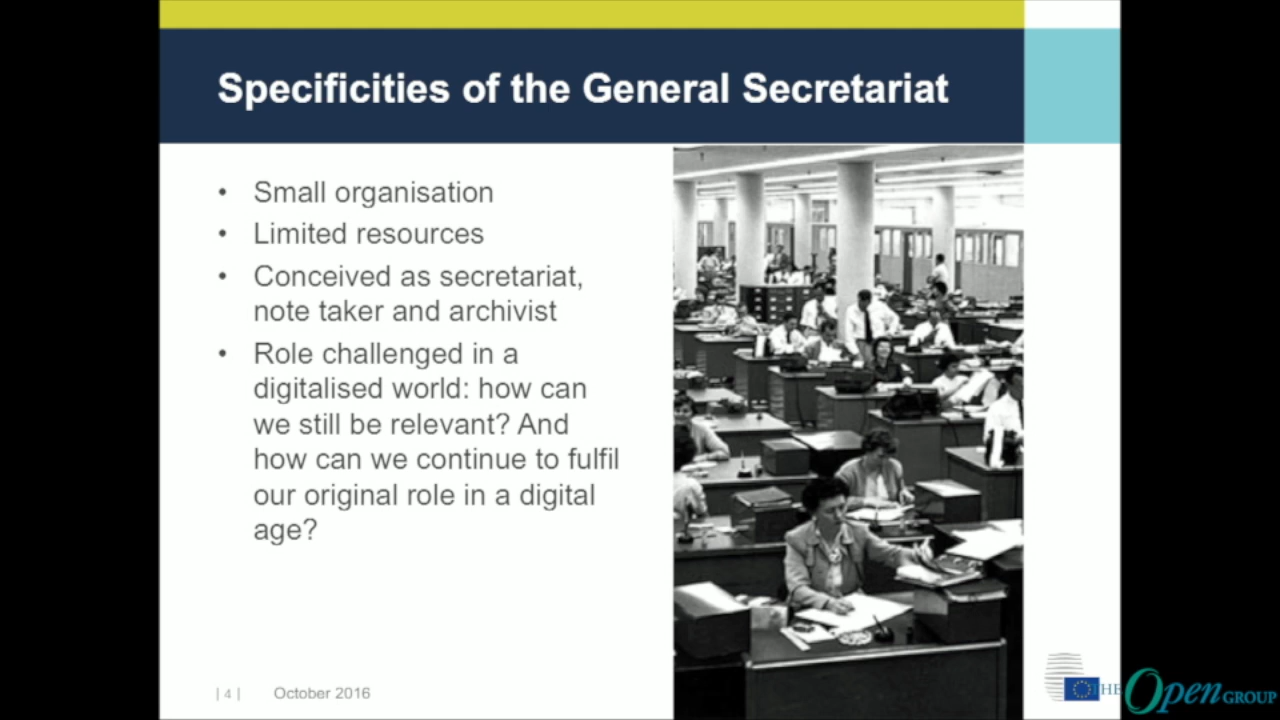 Specificities of the General Secretariat
• Small organisation
• Limited resources
• Conceived as secretariat,
note taker and archivist
• Role challenged in a
digitalised world: how can
we still be relevant? And
how can we continue to fulfil
our original role in a digital
age?
| 4 | October 2016
THE Open GROUP